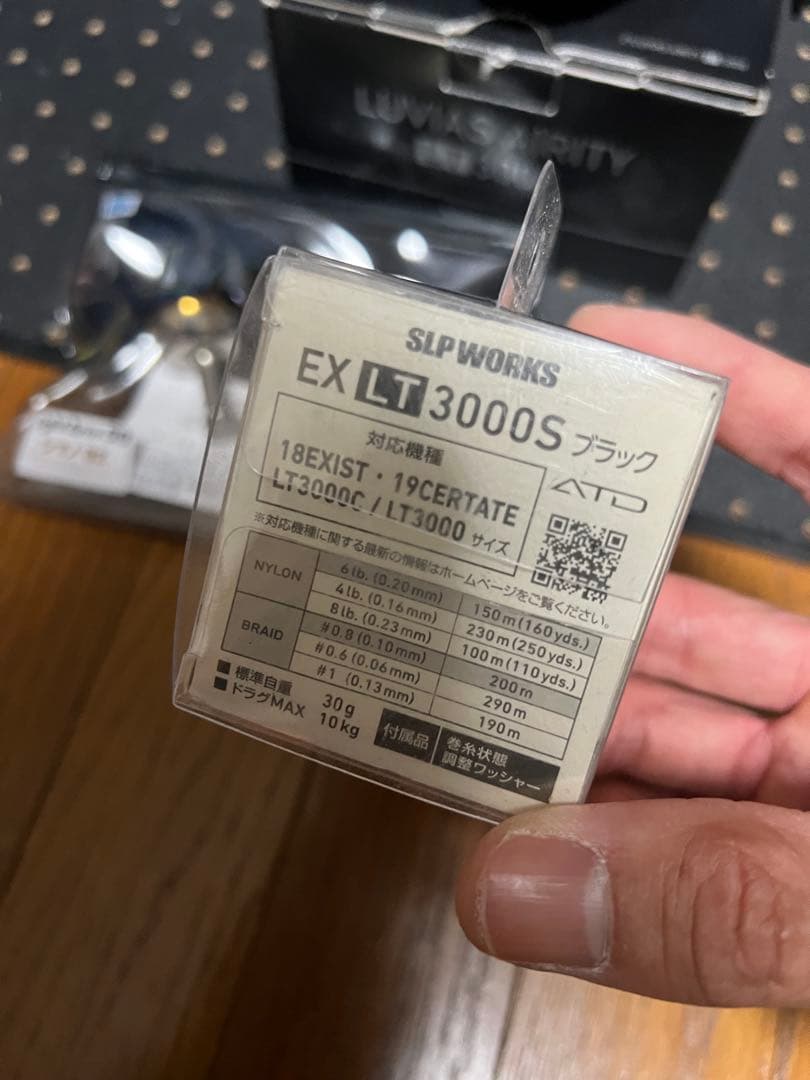 LUVIAS AIRITY
SLPWORKS
EX LT 3000S ブラック
対応機種
18EXIST・19CERTATE
LT3000C / LT3000 サイズ
ATD
※対応機種に関する最新の情報はホームページをご覧ください。
NYLON
6lb.(0.20mm) 150m(160yds.)
4lb.(0.16mm) 230m(250yds.)
8lb.(0.23mm) 100m(110yds.)
BRAID
#0.8(0.10mm) 200m
#0.6(0.06mm) 290m
#1 (0.13mm) 190m
■標準自重 30g
■ドラグMAX 10kg
付属品 巻糸状態
調整ワッシャー